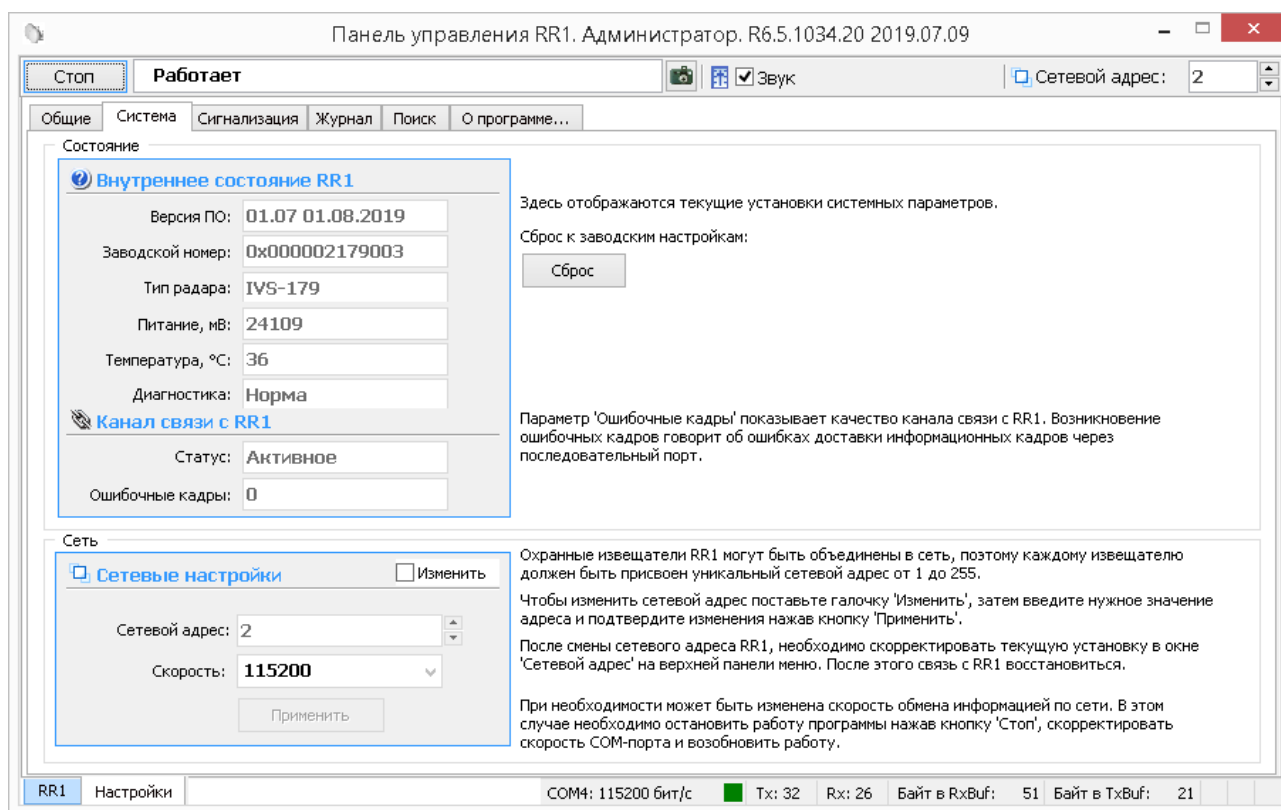 Панель управления RR1. Администратор. R6.5.1034.20 2019.07.09
Стоп
Работает
Звук
Сетевой адрес:
2
Общие
Система
Сигнализация
Журнал
Поиск
О программе...
Состояние
Внутреннее состояние RR1
Версия ПО: 01.07 01.08.2019
Заводской номер: 0x000002179003
Тип радара: IVS-179
Питание, мВ: 24109
Температура, °C: 36
Диагностика: Норма
Канал связи с RR1
Статус: Активное
Ошибочные кадры: 0
Здесь отображаются текущие установки системных параметров.
Сброс к заводским настройкам:
Сброс
Параметр 'Ошибочные кадры' показывает качество канала связи с RR1. Возникновение
ошибочных кадров говорит об ошибках доставки информационных кадров через
последовательный порт.
Сеть
Сетевые настройки
Изменить
Сетевой адрес: 2
Скорость: 115200
Применить
Охранные извещатели RR1 могут быть объединены в сеть, поэтому каждому извещателю
должен быть присвоен уникальный сетевой адрес от 1 до 255.
Чтобы изменить сетевой адрес поставьте галочку 'Изменить', затем введите нужное значение
адреса и подтвердите изменения нажав кнопку 'Применить'.
После смены сетевого адреса RR1, необходимо скорректировать текущую установку в окне
'Сетевой адрес' на верхней панели меню. После этого связь с RR1 восстановиться.
При необходимости может быть изменена скорость обмена информацией по сети. В этом
случае необходимо остановить работу программы нажав кнопку 'Стоп', скорректировать
скорость COM-порта и возобновить работу.
RR1
Настройки
COM4: 115200 бит/с
Tx: 32
Rx: 26
Байт в RxBuf: 51
Байт в TxBuf: 21